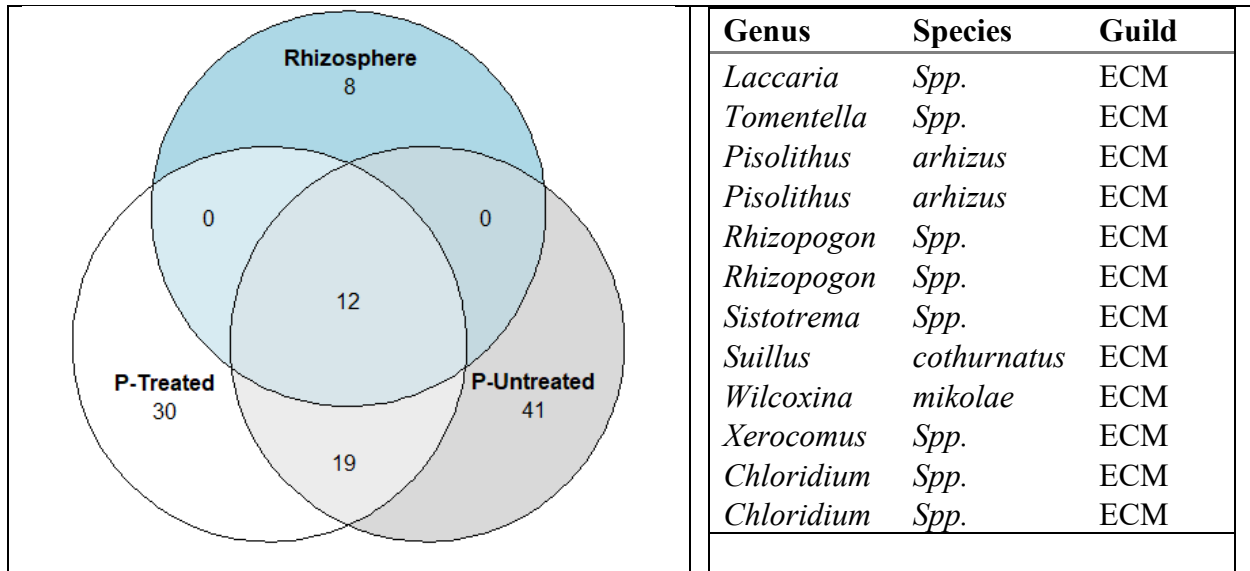 Rhizosphere
8
0
0
12
P-Treated
30
P-Untreated
41
19
Genus Species Guild
Laccaria Spp. ECM
Tomentella Spp. ECM
Pisolithus arhizus ECM
Pisolithus arhizus ECM
Rhizopogon Spp. ECM
Rhizopogon Spp. ECM
Sistotrema Spp. ECM
Suillus cothurnatus ECM
Wilcoxina mikolae ECM
Xerocomus Spp. ECM
Chloridium Spp. ECM
Chloridium Spp. ECM